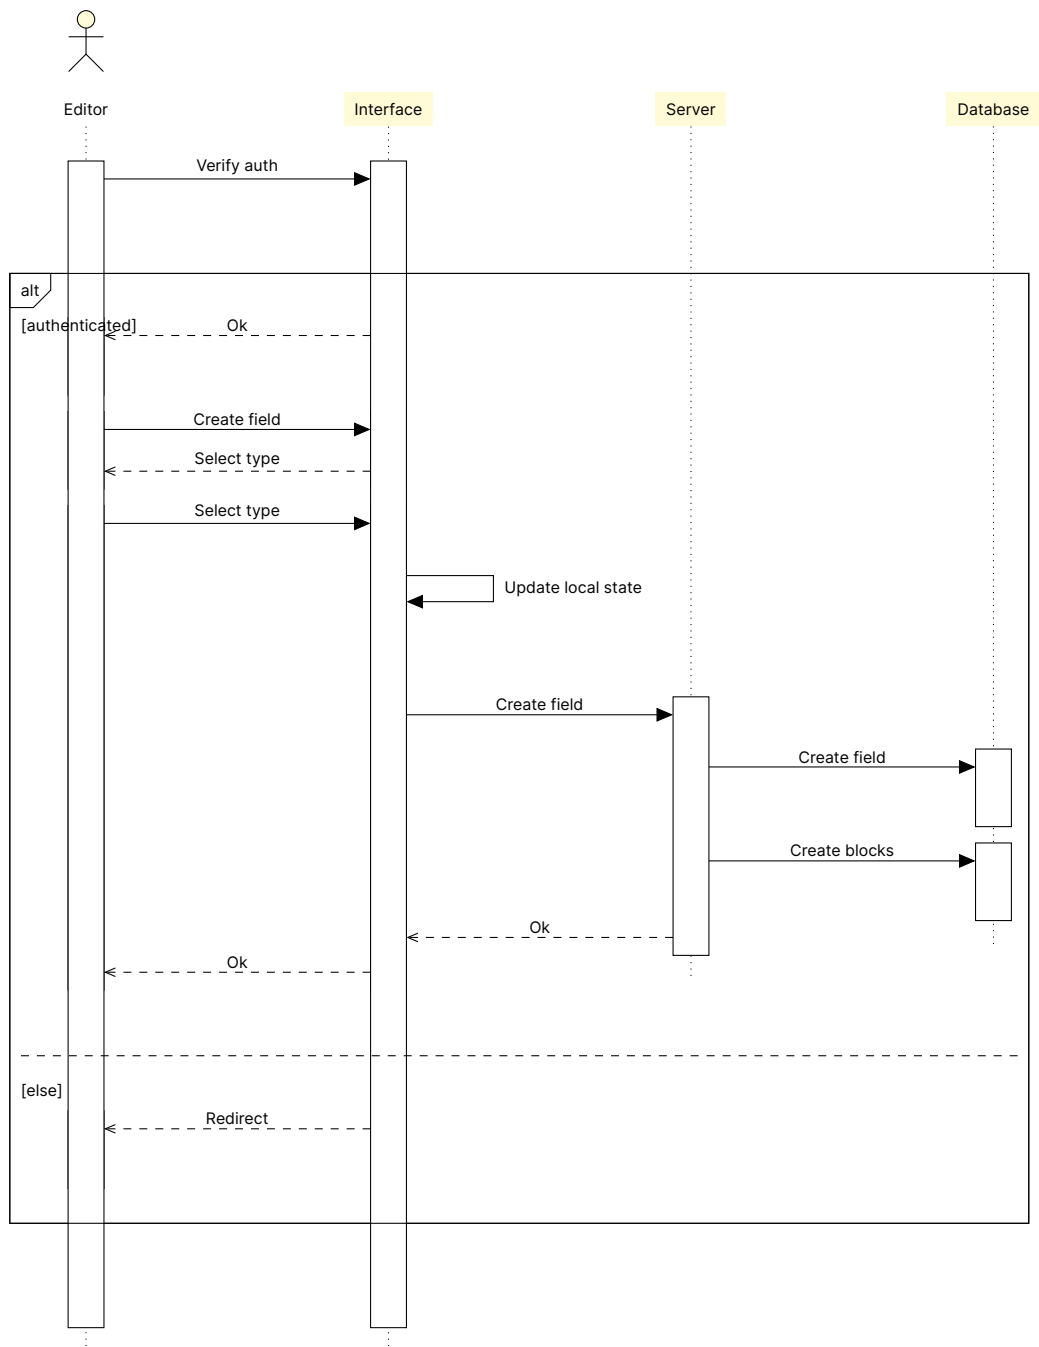 Editor
Interface
Server
Database
Verify auth
alt
[authenticated]
Ok
Create field
Select type
Select type
Update local state
Create field
Create field
Create blocks
Ok
Ok
[else]
Redirect